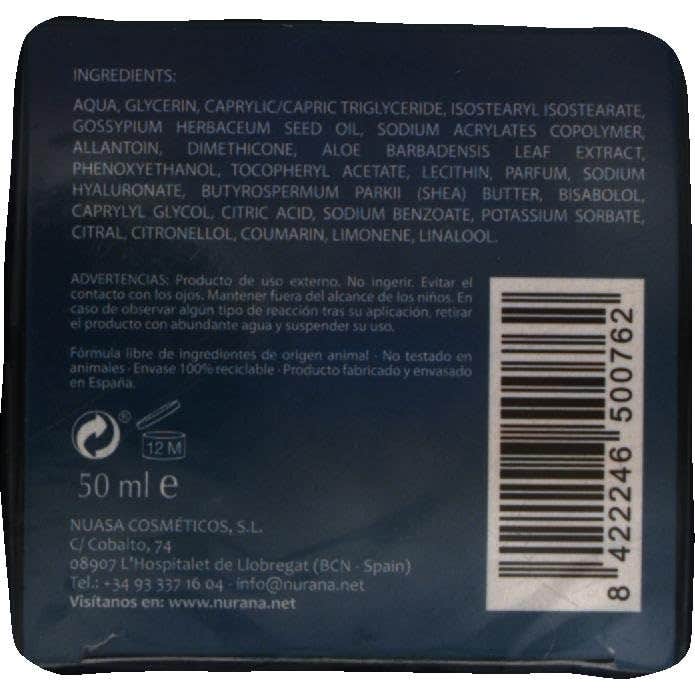 INGREDIENTS:
AQUA, GLYCERIN, CAPRYLIC/CAPRIC TRIGLYCERIDE, ISOSTEARYL ISOSTEARATE,
GOSSYPIUM HERBACEUM SEED OIL, SODIUM ACRYLATES COPOLYMER,
ALLANTOIN, DIMETHICONE, ALOE BARBADENSIS LEAF EXTRACT,
PHENOXYETHANOL, TOCOPHERYL ACETATE, LECITHIN, PARFUM, SODIUM
HYALURONATE, BUTYROSPERMUM PARKII (SHEA) BUTTER, BISABOLOL,
CAPRYLYL GLYCOL, CITRIC ACID, SODIUM BENZOATE, POTASSIUM SORBATE,
CITRAL, CITRONELLOL, COUMARIN, LIMONENE, LINALOOL.
ADVERTENCIAS: Producto de uso externo. No ingerir. Evitar el
contacto con los ojos. Mantener fuera del alcance de los niños. En
caso de observar algún tipo de reacción tras su aplicación, retirar
el producto con abundante agua y suspender su uso.
Fórmula libre de ingredientes de origen animal · No testado en
animales · Envase 100% reciclable · Producto fabricado y envasado
en España.
®
12 M
50 ml e
NUASA COSMÉTICOS, S.L.
C/ Cobalto, 74
08907 L'Hospitalet de Llobregat (BCN - Spain)
Tel.: +34 93 337 16 04 · info@nurana.net
Visítanos en: www.nurana.net
8 422246 500762